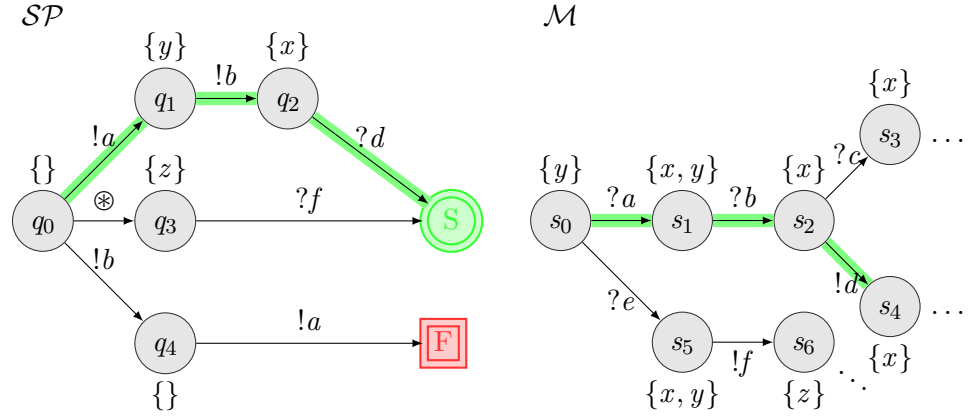 𝒮𝒫
ℳ
{y}
{x}
{x}
!b
q₁
q₂
s₃
. . .
!a
?d
?c
{}
{z}
{y}
{x, y}
{x}
⊛
?f
?a
?b
q₀
q₃
S
s₀
s₁
s₂
!b
!d
?e
s₄
. . .
!a
q₄
F
s₅
!f
s₆
{x}
{}
{x, y}
{z}
. . .